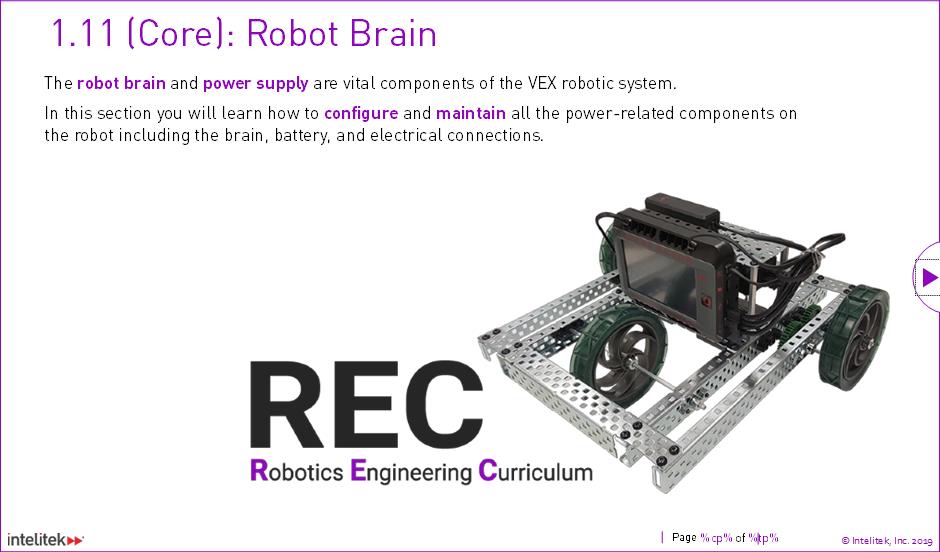 1.11 (Core): Robot Brain
The robot brain and power supply are vital components of the VEX robotic system.
In this section you will learn how to configure and maintain all the power-related components on
the robot including the brain, battery, and electrical connections.
REC
Robotics Engineering Curriculum
intelitek
Page %cp% of %tp%
© Intelitek, Inc. 2019